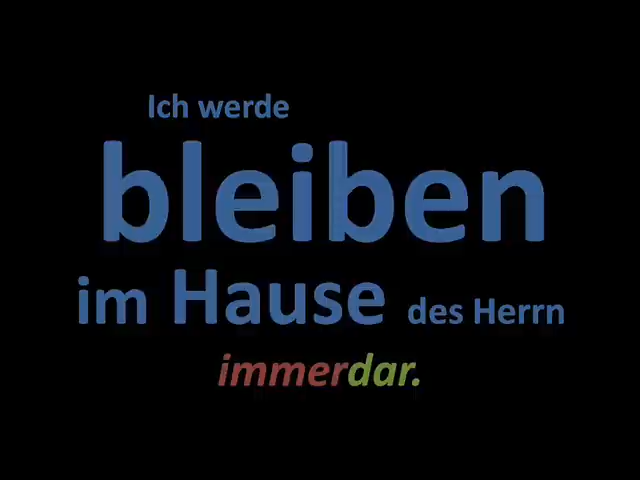 Ich werde
bleiben
im Hause des Herrn
immerdar.